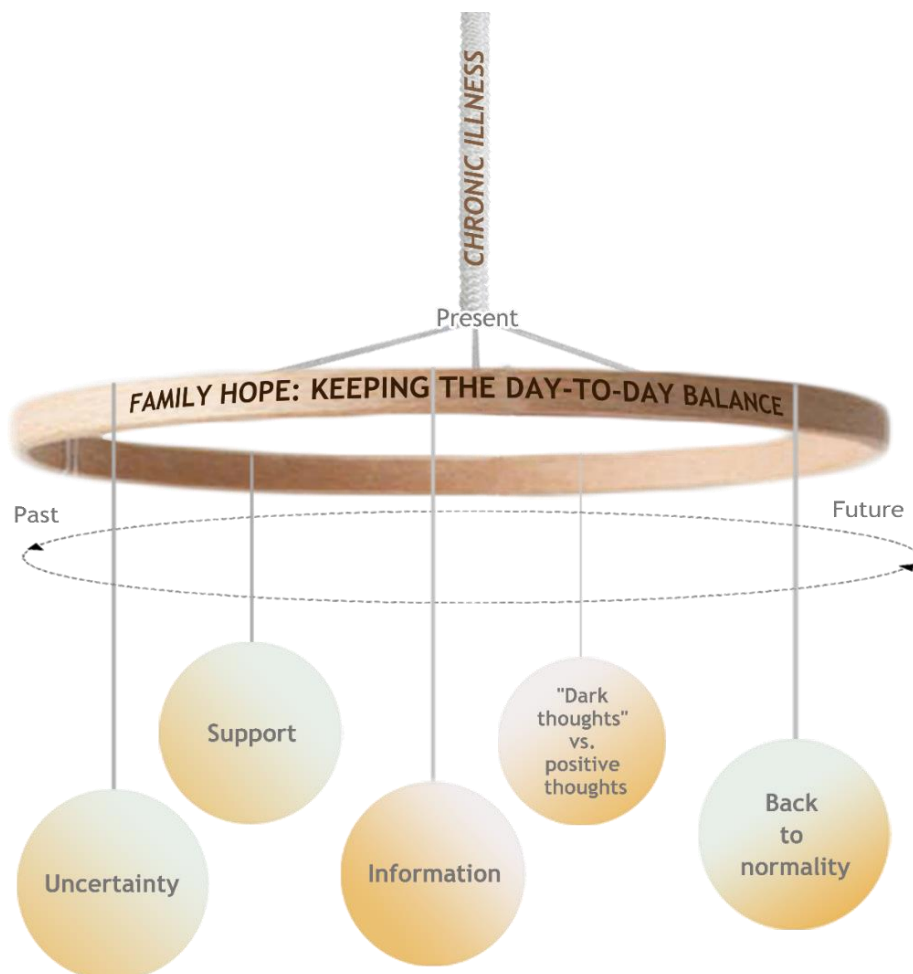 CHRONIC ILLNESS
Present
FAMILY HOPE: KEEPING THE DAY-TO-DAY BALANCE
Past
Future
Support
"Dark
thoughts"
vs.
positive
thoughts
Back
to
normality
Uncertainty
Information